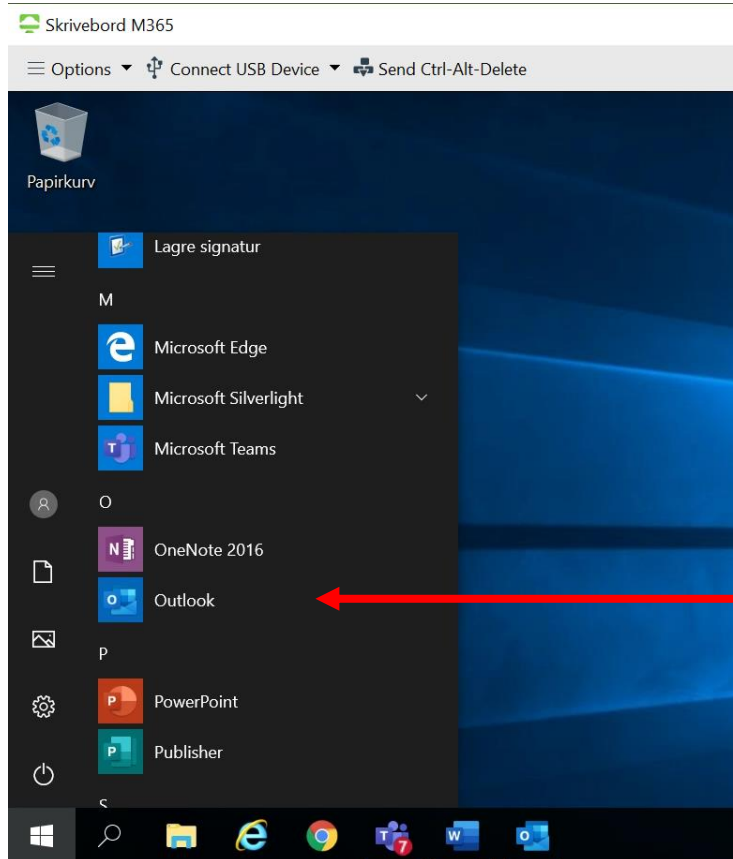 Skrivebord M365
Options Connect USB Device Send Ctrl-Alt-Delete
Papirkurv
Lagre signatur
M
Microsoft Edge
Microsoft Silverlight
Microsoft Teams
O
OneNote 2016
Outlook
P
PowerPoint
Publisher
S
7